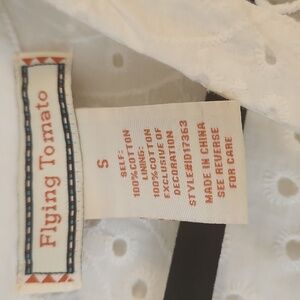 Flying Tomato
S
SELF:
100%COTTON
LINING:
100%COTTON
EXCLUSIVE OF
DECORATION
STYLE#ID17363
MADE IN CHINA
SEE REVERSE
FOR CARE